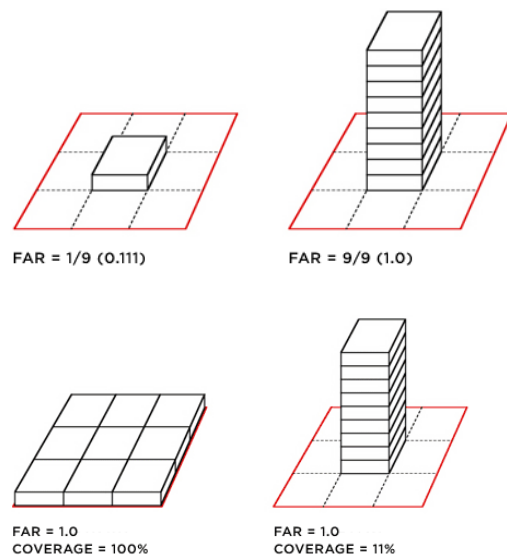 FAR = 1/9 (0.111)
FAR = 9/9 (1.0)
FAR = 1.0
COVERAGE = 100%
FAR = 1.0
COVERAGE = 11%